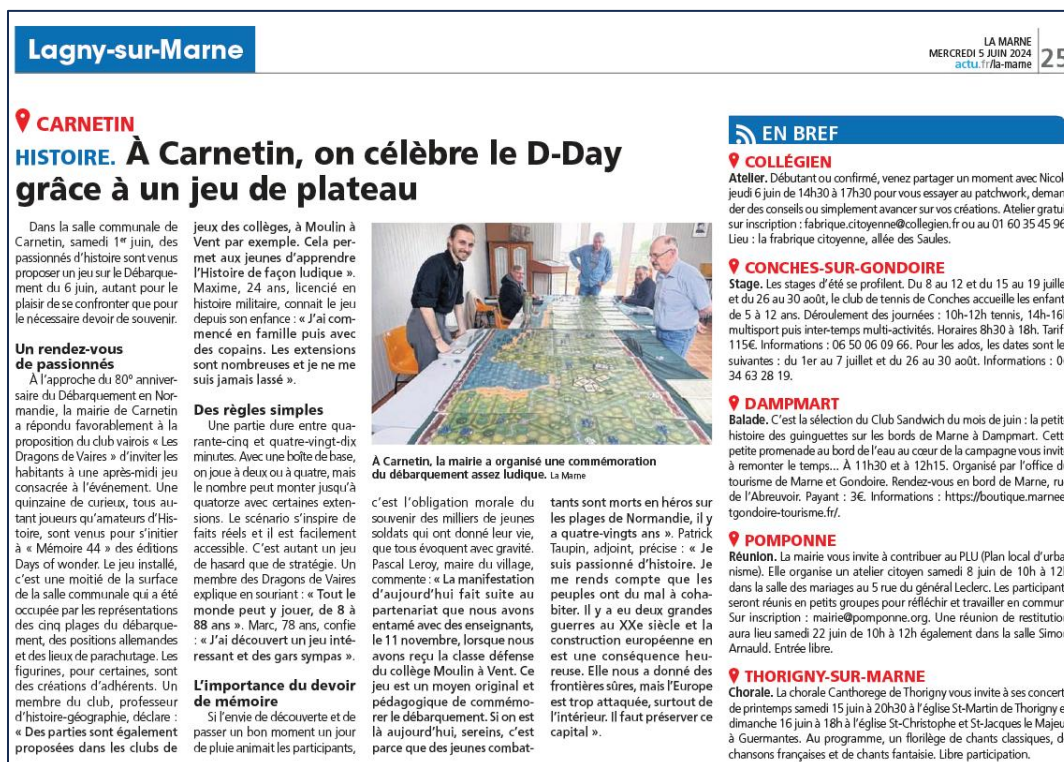 Lagny-sur-Marne
LA MARNE
MERCREDI 5 JUIN 2024
actu.fr/la-marne
25
CARNETIN
HISTOIRE. À Carnetin, on célèbre le D-Day
grâce à un jeu de plateau
Dans la salle communale de
Carnetin, samedi 1er juin, des
passionnés d'histoire sont venus
proposer un jeu sur le Débarque-
ment du 6 juin, autant pour le
plaisir de se confronter que pour
le nécessaire devoir de souvenir.
Un rendez-vous
de passionnés
À l'approche du 80e anniver-
saire du Débarquement en Nor-
mandie, la mairie de Carnetin
a répondu favorablement à la
proposition du club vairois « Les
Dragons de Vaires » d'inviter les
habitants à une après-midi jeu
consacrée à l'événement. Une
quinzaine de curieux, tous au-
tant joueurs qu'amateurs d'His-
toire, sont venus pour s'initier
à « Mémoire 44 » des éditions
Days of wonder. Le jeu installé,
c'est une moitié de la surface
de la salle communale qui a été
occupée par les représentations
des cinq plages du débarque-
ment, des positions allemandes
et des lieux de parachutage. Les
figurines, pour certaines, sont
des créations d'adhérents. Un
membre du club, professeur
d'histoire-géographie, déclare :
« Des parties sont également
proposées dans les clubs de
jeux des collèges, à Moulin à
Vent par exemple. Cela per-
met aux jeunes d'apprendre
l'Histoire de façon ludique ».
Maxime, 24 ans, licencié en
histoire militaire, connait le jeu
depuis son enfance : « J'ai com-
mencé en famille puis avec
des copains. Les extensions
sont nombreuses et je ne me
suis jamais lassé ».
Des règles simples
Une partie dure entre qua-
rante-cinq et quatre-vingt-dix
minutes. Avec une boîte de base,
on joue à deux ou à quatre, mais
le nombre peut monter jusqu'à
quatorze avec certaines exten-
sions. Le scénario s'inspire de
faits réels et il est facilement
accessible. C'est autant un jeu
de hasard que de stratégie. Un
membre des Dragons de Vaires
explique en souriant : « Tout le
monde peut y jouer, de 8 à
88 ans ». Marc, 78 ans, confie
: « J'ai découvert un jeu inté-
ressant et des gars sympas ».
L'importance du devoir
de mémoire
Si l'envie de découverte et de
passer un bon moment un jour
de pluie animait les participants,
À Carnetin, la mairie a organisé une commémoration
du débarquement assez ludique. La Marne
c'est l'obligation morale du
souvenir des milliers de jeunes
soldats qui ont donné leur vie,
que tous évoquent avec gravité.
Pascal Leroy, maire du village,
commente : « La manifestation
d'aujourd'hui fait suite au
partenariat que nous avons
entamé avec des enseignants,
le 11 novembre, lorsque nous
avons reçu la classe défense
du collège Moulin à Vent. Ce
jeu est un moyen original et
pédagogique de commémo-
rer le débarquement. Si on est
là aujourd'hui, sereins, c'est
parce que des jeunes combat-
tants sont morts en héros sur
les plages de Normandie, il y
a quatre-vingts ans ». Patrick
Taupin, adjoint, précise : « Je
suis passionné d'histoire. Je
me rends compte que les
peuples ont du mal à coha-
biter. Il y a eu deux grandes
guerres au XXe siècle et la
construction européenne en
est une conséquence heu-
reuse. Elle nous a donné des
frontières sûres, mais l'Europe
est trop attaquée, surtout de
l'intérieur. Il faut préserver ce
capital ».
EN BREF
COLLÉGIEN
Atelier. Débutant ou confirmé, venez partager un moment avec Nicol
jeudi 6 juin de 14h30 à 17h30 pour vous essayer au patchwork, deman
der des conseils ou simplement avancer sur vos créations. Atelier gratui
sur inscription : fabrique.citoyenne@collegien.fr ou au 01 60 35 45 96
Lieu : la frabrique citoyenne, allée des Saules.
CONCHES-SUR-GONDOIRE
Stage. Les stages d'été se profilent. Du 8 au 12 et du 15 au 19 juille
et du 26 au 30 août, le club de tennis de Conches accueille les enfant
de 5 à 12 ans. Déroulement des journées : 10h-12h tennis, 14h-16h
multisport puis inter-temps multi-activités. Horaires 8h30 à 18h. Tarif
115€. Informations : 06 50 06 09 66. Pour les ados, les dates sont le
suivantes : du 1er au 7 juillet et du 26 au 30 août. Informations : 0
34 63 28 19.
DAMPMART
Balade. C'est la sélection du Club Sandwich du mois de juin : la petit
histoire des guinguettes sur les bords de Marne à Dampmart. Cett
petite promenade au bord de l'eau au cœur de la campagne vous invit
à remonter le temps... À 11h30 et à 12h15. Organisé par l'office d
tourisme de Marne et Gondoire. Rendez-vous en bord de Marne, ru
de l'Abreuvoir. Payant : 3€. Informations : https://boutique.marnee
tgondoire-tourisme.fr/.
POMPONNE
Réunion. La mairie vous invite à contribuer au PLU (Plan local d'urba
nisme). Elle organise un atelier citoyen samedi 8 juin de 10h à 12h
dans la salle des mariages au 5 rue du général Leclerc. Les participant
seront réunis en petits groupes pour réfléchir et travailler en commu
Sur inscription : mairie@pomponne.org. Une réunion de restitution
aura lieu samedi 22 juin de 10h à 12h également dans la salle Simo
Arnauld. Entrée libre.
THORIGNY-SUR-MARNE
Chorale. La chorale Canthorege de Thorigny vous invite à ses concert
de printemps samedi 15 juin à 20h30 à l'église St-Martin de Thorigny e
dimanche 16 juin à 18h à l'église St-Christophe et St-Jacques le Majeu
à Guermantes. Au programme, un florilège de chants classiques, d
chansons françaises et de chants fantaisie. Libre participation.